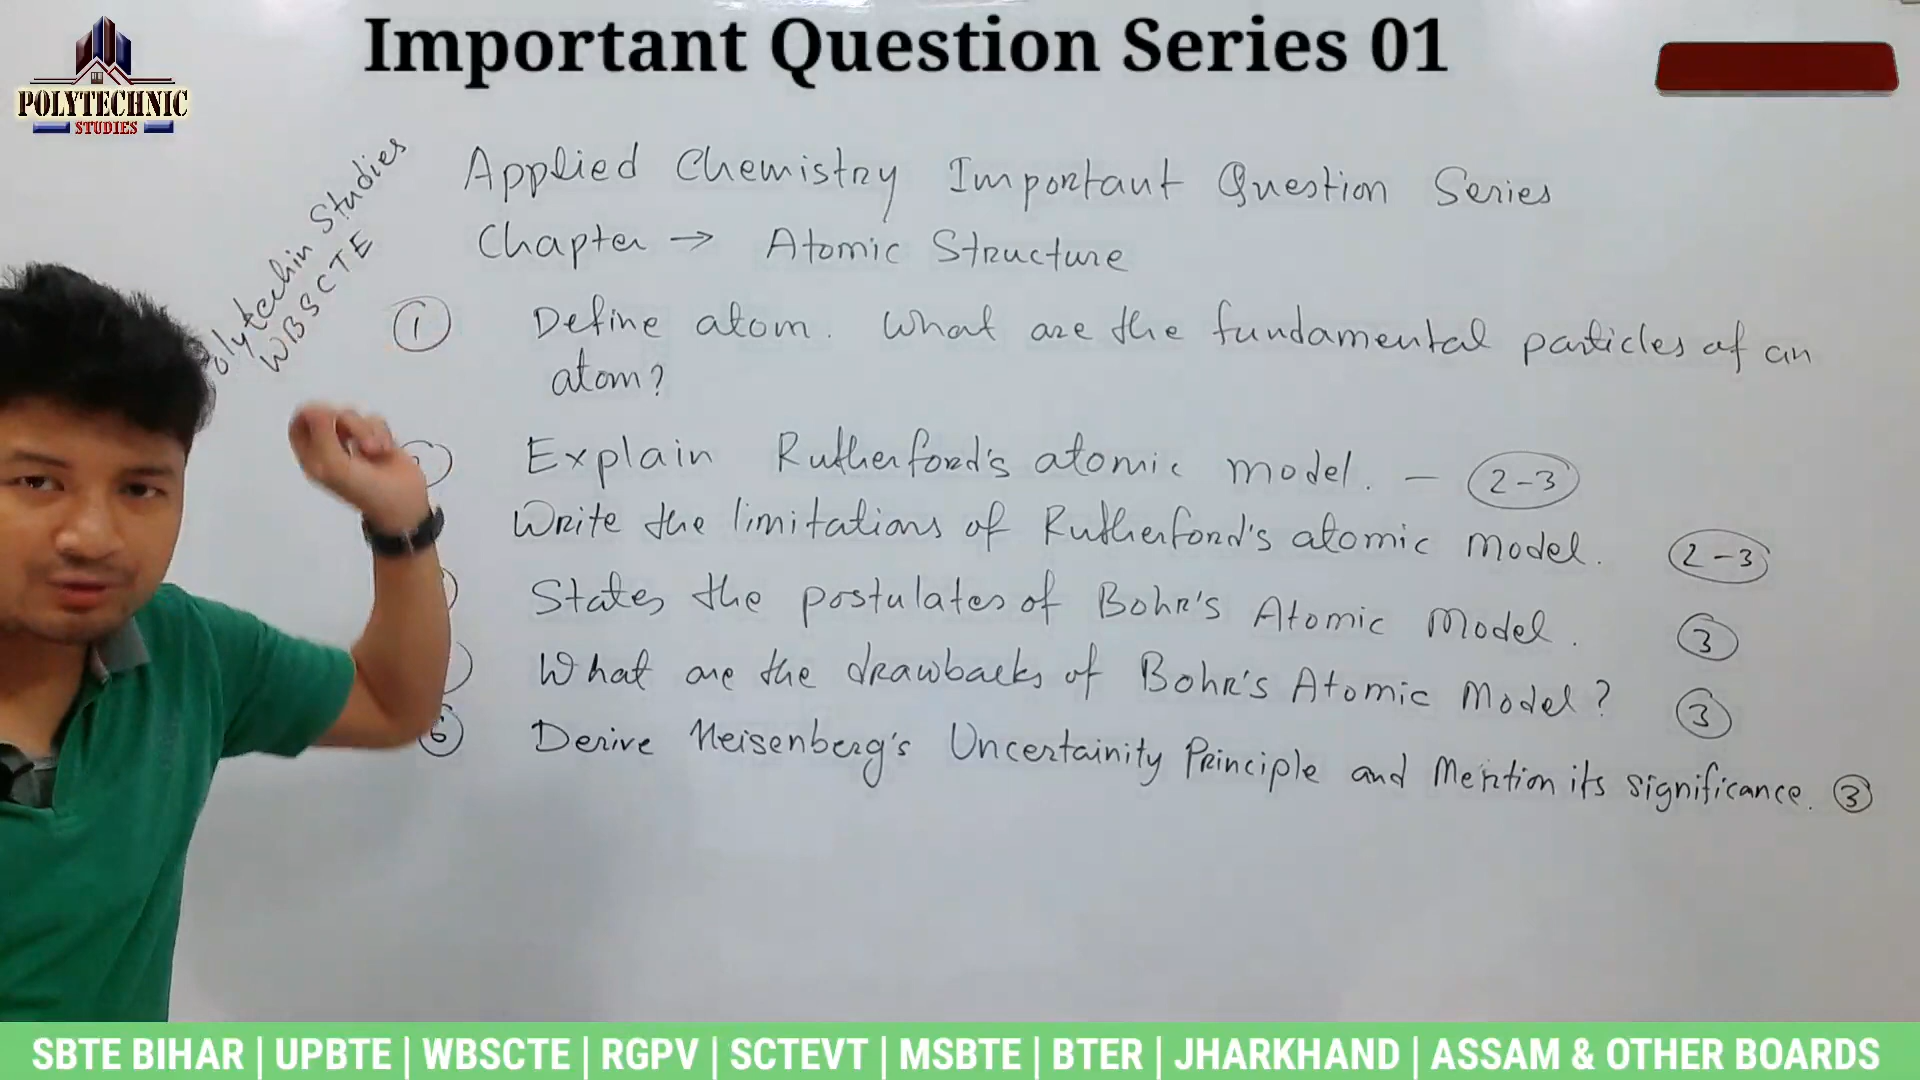 Important Question Series 01
POLYTECHNIC
STUDIES
Polytechin Studies
WBSCTE
Applied Chemistry Important Question Series
Chapter → Atomic Structure
① Define atom. What are the fundamental particles of an
atom?
Explain Rutherford's atomic model. — 2-3
Write the limitations of Rutherford's atomic model. 2-3
States the postulates of Bohr's Atomic Model. 3
What are the drawbacks of Bohr's Atomic Model? 3
6 Derive Heisenberg's Uncertainity Principle and Mention its significance. 3
SBTE BIHAR | UPBTE | WBSCTE | RGPV | SCTEVT | MSBTE | BTER | JHARKHAND | ASSAM & OTHER BOARDS